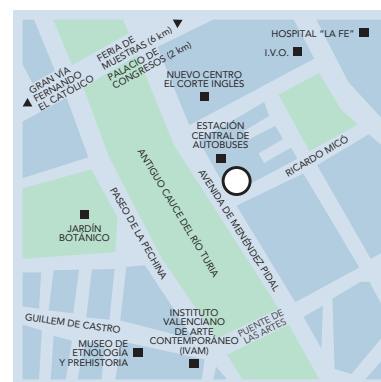 HOSPITAL "LA FE"
I.V.O.
FERIA DE
MUESTRAS (6 km)
PALACIO DE
CONGRESOS (2 km)
GRAN VÍA
FERNANDO
EL CATÓLICO
NUEVO CENTRO
EL CORTE INGLÉS
ESTACIÓN
CENTRAL DE
AUTOBUSES
RICARDO MICÓ
ANTIGUO CAUCE DEL RÍO TURIA
AVENIDA DE MENÉNDEZ PIDAL
PASEO DE LA PECHINA
JARDÍN
BOTÁNICO
GUILLEM DE CASTRO
INSTITUTO
VALENCIANO
DE ARTE
CONTEMPORÁNEO
(IVAM)
PUENTE DE
LAS ARTES
MUSEO DE
ETNOLOGÍA
Y PREHISTORIA